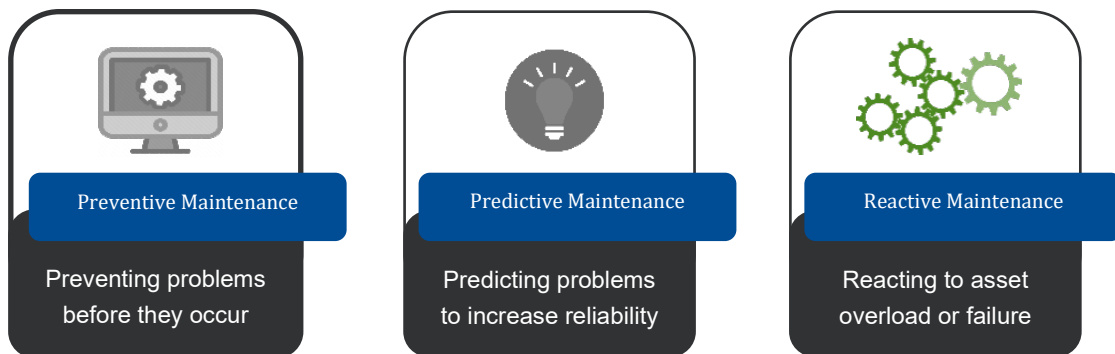 Preventive Maintenance
Preventing problems
before they occur
Predictive Maintenance
Predicting problems
to increase reliability
Reactive Maintenance
Reacting to asset
overload or failure